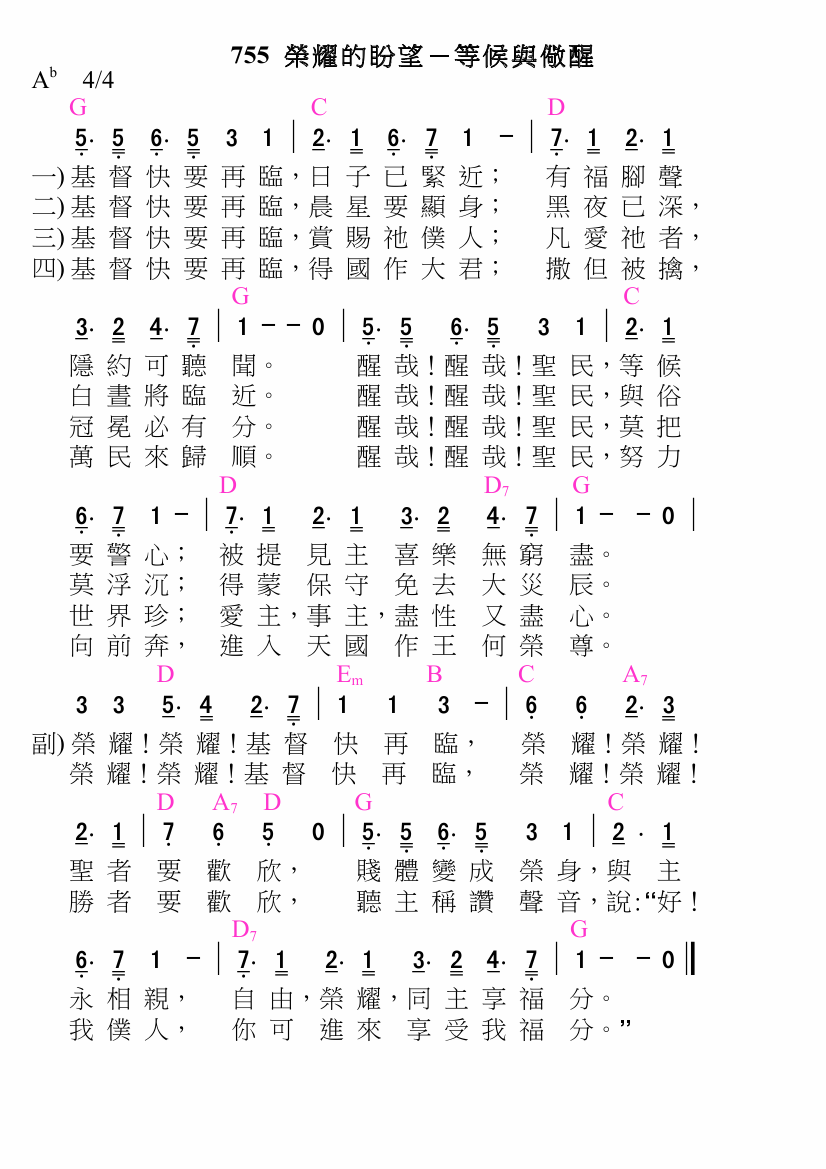 755 榮耀的盼望－等候與儆醒
A♭ 4/4
G C D
5· 5 6· 5 3 1 | 2· 1 6· 7 1 － | 7· 1 2· 1
一) 基督快要再臨，日子已緊近； 有福腳聲
二) 基督快要再臨，晨星要顯身； 黑夜已深，
三) 基督快要再臨，賞賜祂僕人； 凡愛祂者，
四) 基督快要再臨，得國作大君； 撒但被擒，
G C
3· 2 4· 7 | 1 － － 0 | 5· 5 6· 5 3 1 | 2· 1
隱約可聽聞。 醒哉！醒哉！聖民，等候
白晝將臨近。 醒哉！醒哉！聖民，與俗
冠冕必有分。 醒哉！醒哉！聖民，莫把
萬民來歸順。 醒哉！醒哉！聖民，努力
D D7 G
6· 7 1 － | 7· 1 2· 1 3· 2 4· 7 | 1 － － 0 |
要警心； 被提見主喜樂無窮盡。
莫浮沉； 得蒙保守免去大災辰。
世界珍； 愛主，事主，盡性又盡心。
向前奔， 進入天國作王何榮尊。
D Em B C A7
3 3 5· 4 2· 7 | 1 1 3 － | 6 6 2· 3
副) 榮耀！榮耀！基督快再臨， 榮耀！榮耀！
榮耀！榮耀！基督快再臨， 榮耀！榮耀！
D A7 D G C
2· 1 | 7 6 5 0 | 5· 5 6· 5 3 1 | 2 · 1
聖者要歡欣， 賤體變成榮身，與主
勝者要歡欣， 聽主稱讚聲音，說:“好！
D7 G
6· 7 1 － | 7· 1 2· 1 3· 2 4· 7 | 1 － － 0 ‖
永相親， 自由，榮耀，同主享福分。
我僕人， 你可進來享受我福分。”